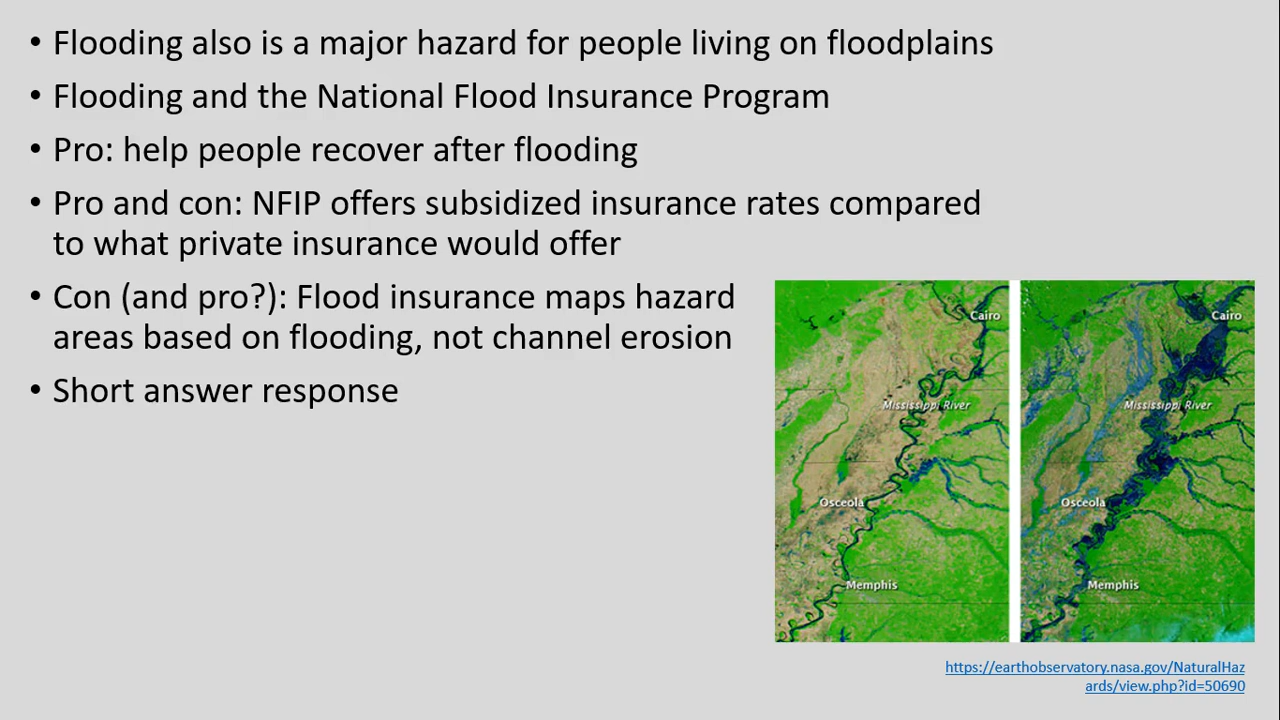 • Flooding also is a major hazard for people living on floodplains
• Flooding and the National Flood Insurance Program
• Pro: help people recover after flooding
• Pro and con: NFIP offers subsidized insurance rates compared
to what private insurance would offer
• Con (and pro?): Flood insurance maps hazard
areas based on flooding, not channel erosion
• Short answer response
Cairo
Mississippi River
Osceola
Memphis
Cairo
Mississippi River
Osceola
Memphis
https://earthobservatory.nasa.gov/NaturalHaz
ards/view.php?id=50690